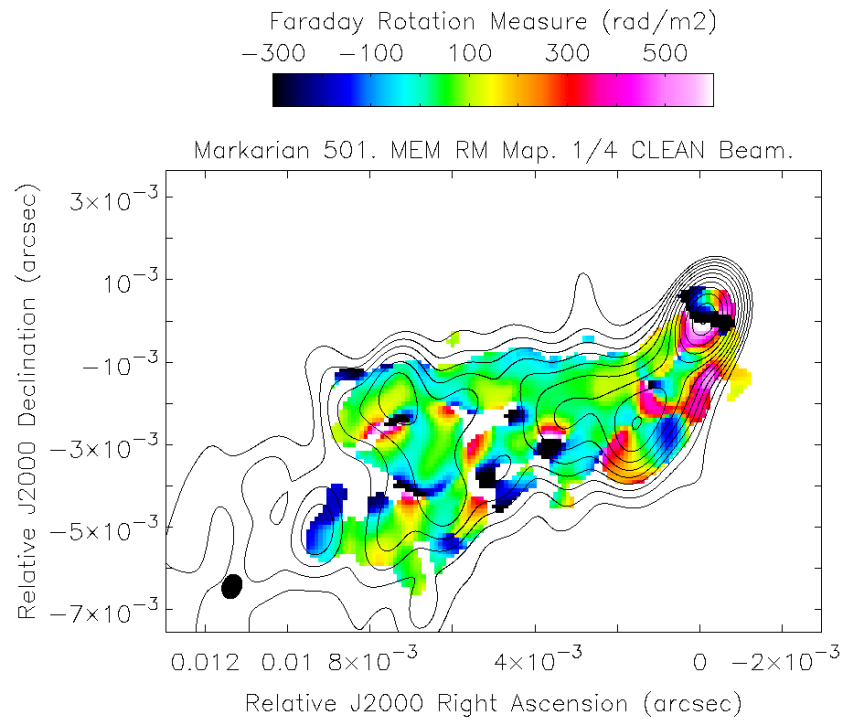 Faraday Rotation Measure (rad/m2)
−300 −100 100 300 500
Markarian 501. MEM RM Map. 1/4 CLEAN Beam.
Relative J2000 Declination (arcsec)
3×10⁻³
10⁻³
−10⁻³
−3×10⁻³
−5×10⁻³
−7×10⁻³
0.012 0.01 8×10⁻³ 4×10⁻³ 0 −2×10⁻³
Relative J2000 Right Ascension (arcsec)